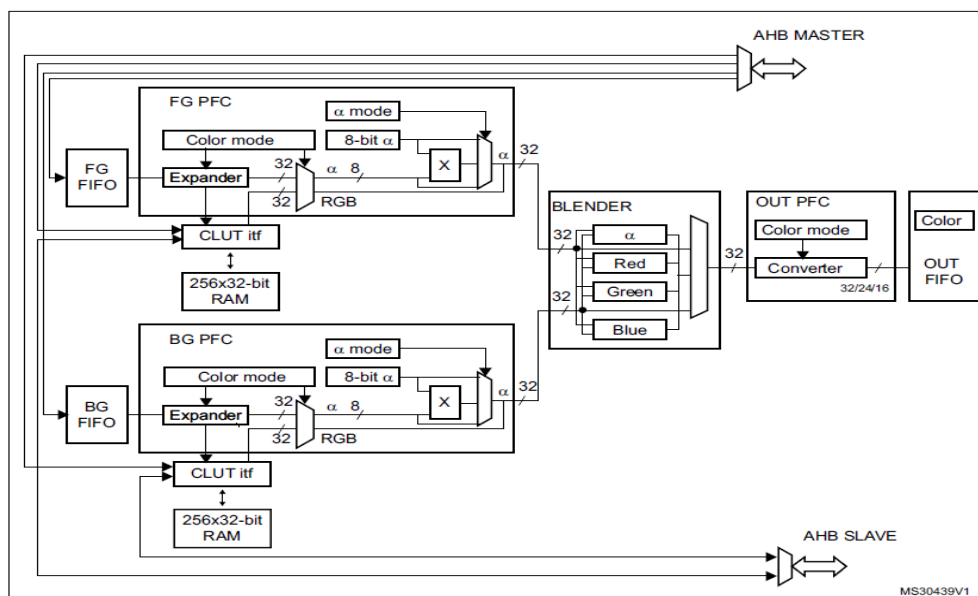 AHB MASTER
FG PFC
α mode
Color mode
8-bit α
FG
FIFO
Expander
32
α 8
X
α
32
32
RGB
CLUT itf
256x32-bit
RAM
BLENDER
32
α
Red
32
Green
Blue
32
OUT PFC
Color mode
Converter
32/24/16
Color
OUT
FIFO
BG PFC
α mode
Color mode
8-bit α
BG
FIFO
Expander
32
α 8
X
α
32
32
RGB
CLUT itf
256x32-bit
RAM
AHB SLAVE
MS30439V1